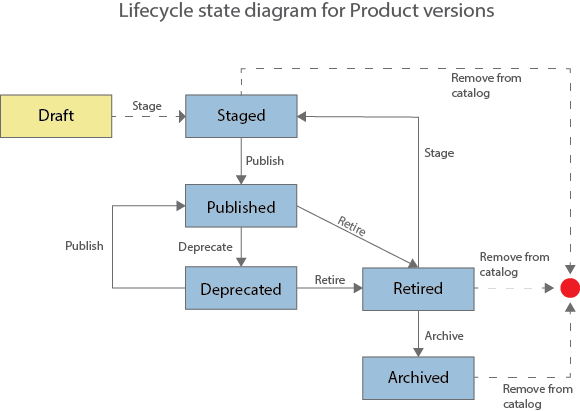 Lifecycle state diagram for Product versions
Remove from
catalog
Draft
Stage
Staged
Publish
Stage
Published
Retire
Publish
Deprecate
Remove from
catalog
Deprecated
Retire
Retired
Archive
Archived
Remove from
catalog